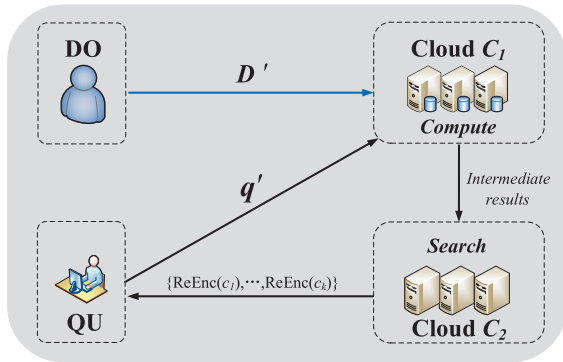 DO
D'
Cloud C1
Compute
q'
Intermediate
results
Search
{ReEnc(c1),···,ReEnc(ck)}
QU
Cloud C2